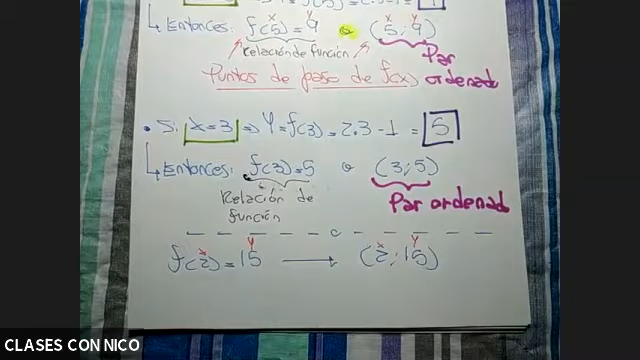 x y
↳ Entonces: f(5)=9 o (5;9)
Relación de función
Par ordenado
Puntos de paso de f(x)
• Si x=3 ⇒ Y=f(3)=2.3-1= 5
↳ Entonces: f(3)=5 o (3;5)
Relación de función
Par ordenado
f(2)=15 → (2;15)
CLASES CON NICO